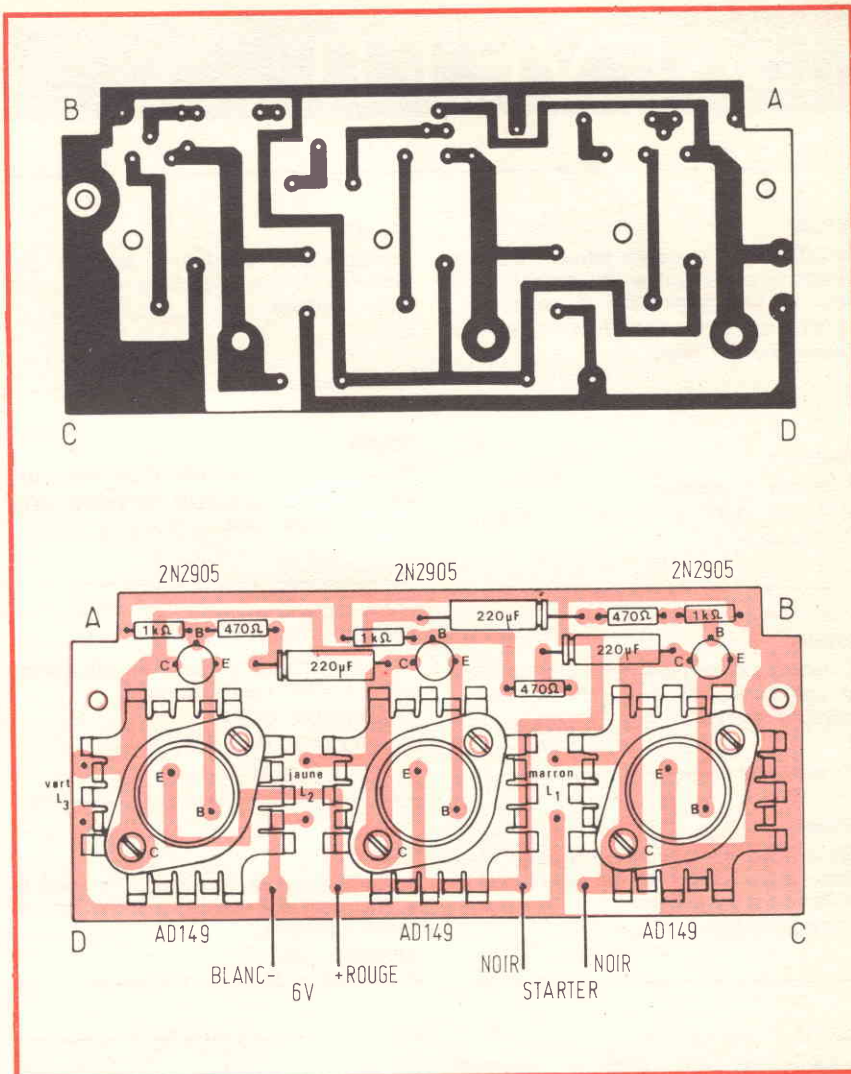 B
A
C
D
2N2905
2N2905
2N2905
A
B
1kΩ
B
470Ω
1kΩ
B
220µF
470Ω
1kΩ
B
C
E
220µF
C
E
220µF
C
E
470Ω
vert
L3
E
B
C
jaune
L2
E
B
C
marron
L1
E
B
C
D
AD149
AD149
AD149
C
BLANC-
+ROUGE
NOIR
NOIR
6V
STARTER